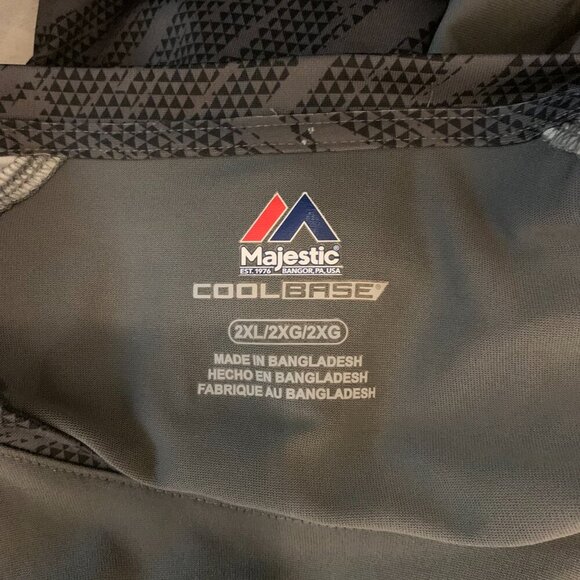 Majestic®
EST. 1976 BANGOR, PA, USA
COOLBASE®
2XL/2XG/2XG
MADE IN BANGLADESH
HECHO EN BANGLADESH
FABRIQUE AU BANGLADESH